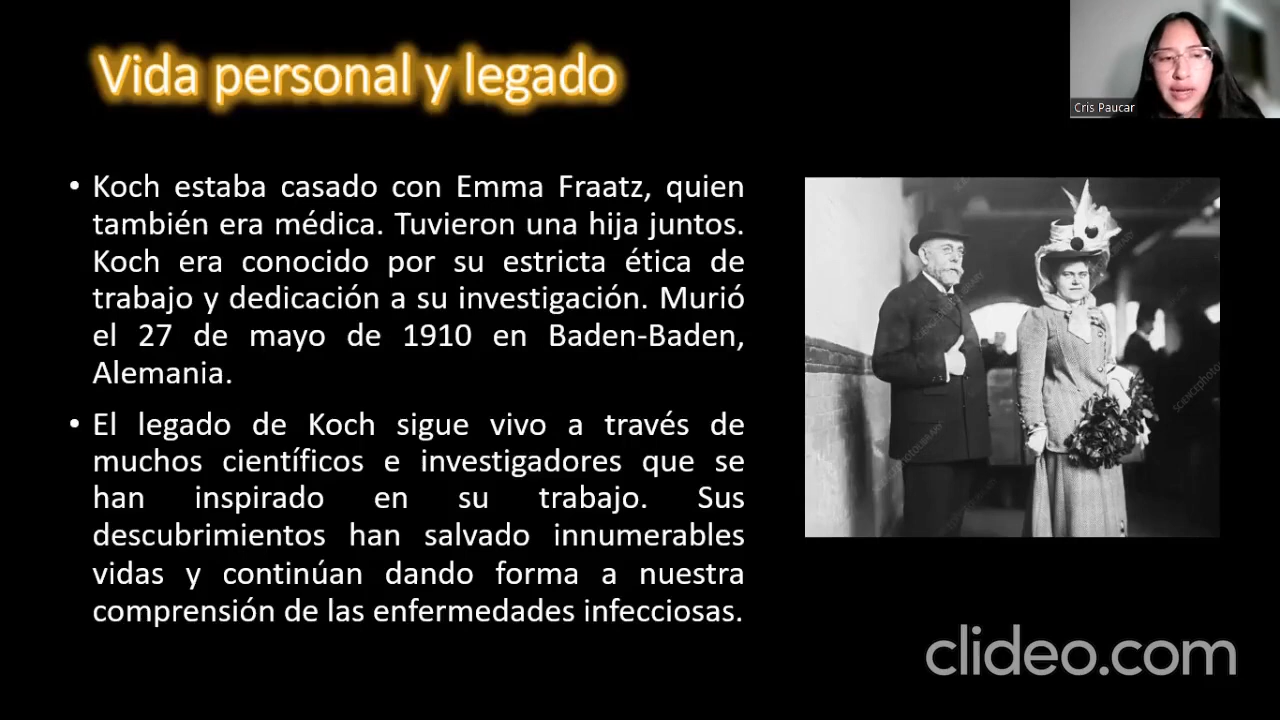 Vida personal y legado
Cris Paucar
• Koch estaba casado con Emma Fraatz, quien
también era médica. Tuvieron una hija juntos.
Koch era conocido por su estricta ética de
trabajo y dedicación a su investigación. Murió
el 27 de mayo de 1910 en Baden-Baden,
Alemania.
• El legado de Koch sigue vivo a través de
muchos científicos e investigadores que se
han inspirado en su trabajo. Sus
descubrimientos han salvado innumerables
vidas y continúan dando forma a nuestra
comprensión de las enfermedades infecciosas.
clideo.com